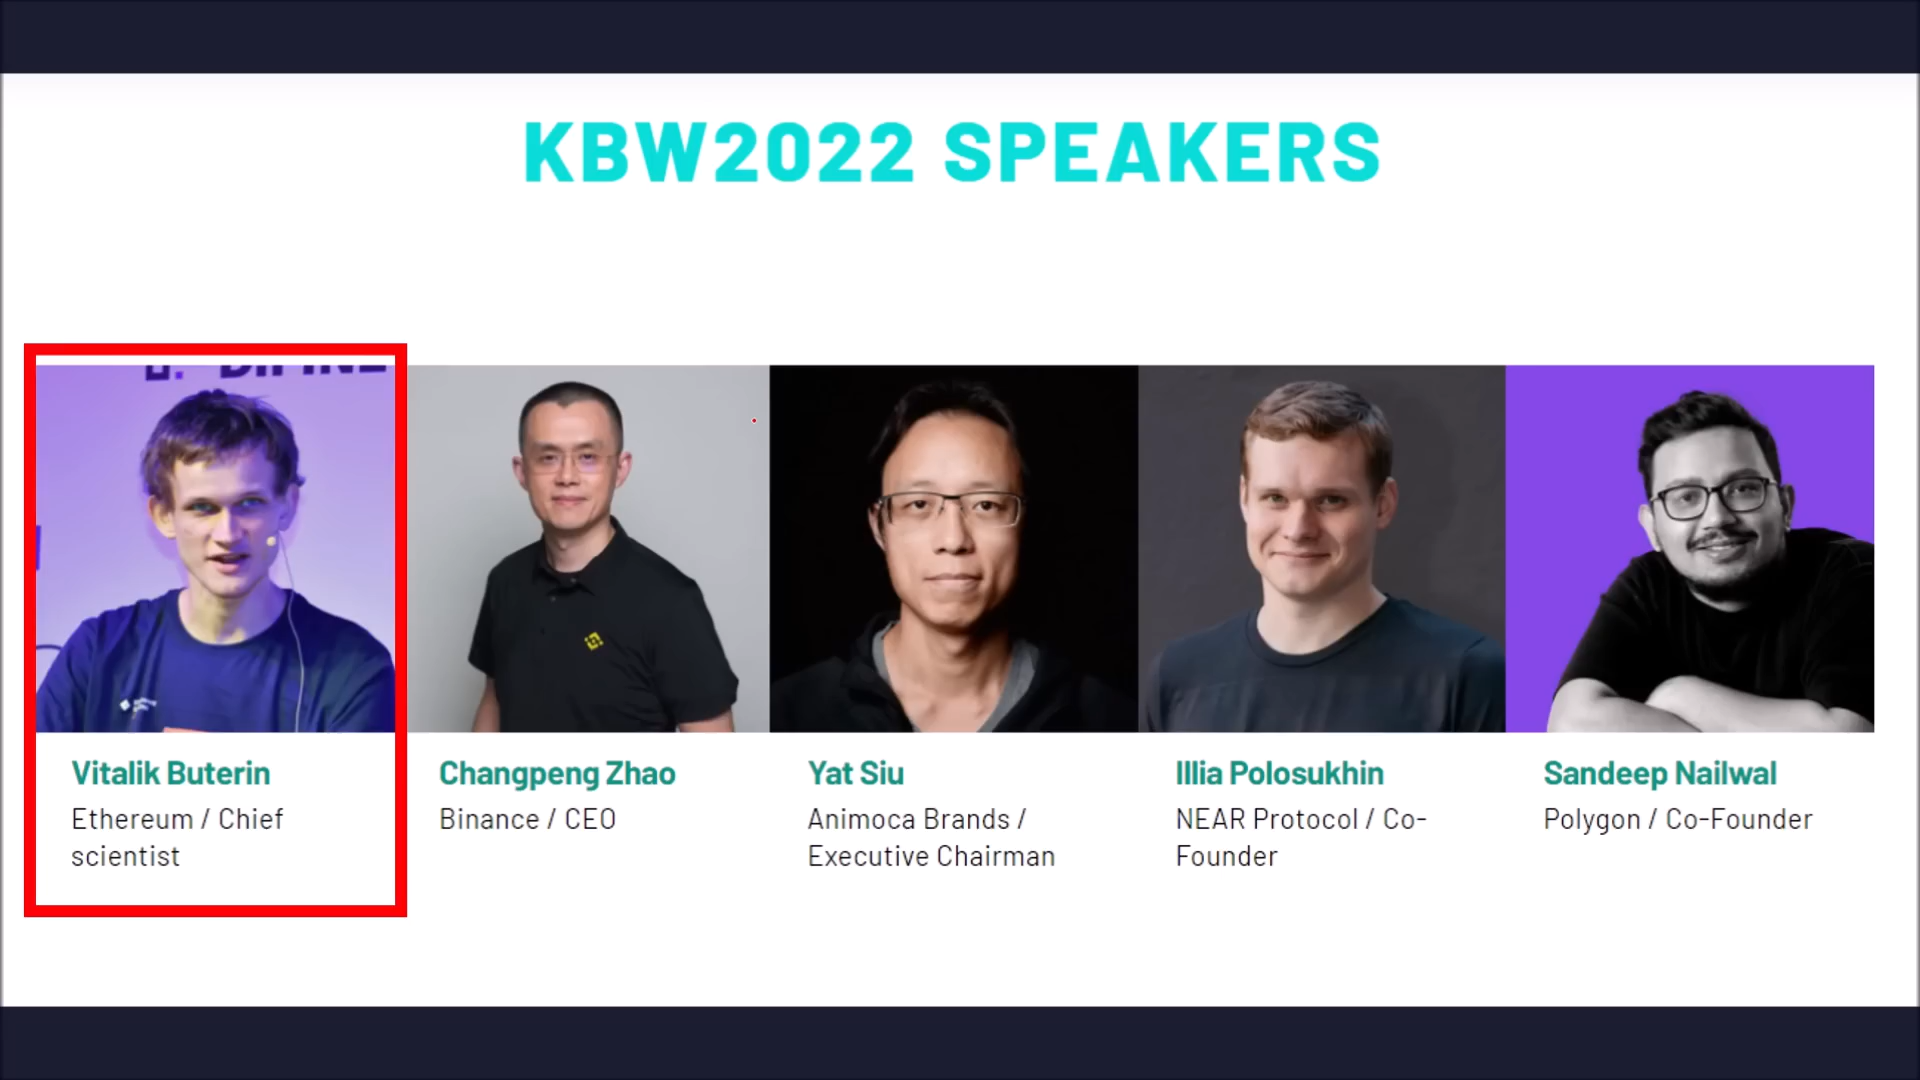 KBW2022 SPEAKERS
Vitalik Buterin
Ethereum / Chief
scientist
Changpeng Zhao
Binance / CEO
Yat Siu
Animoca Brands /
Executive Chairman
Illia Polosukhin
NEAR Protocol / Co-
Founder
Sandeep Nailwal
Polygon / Co-Founder